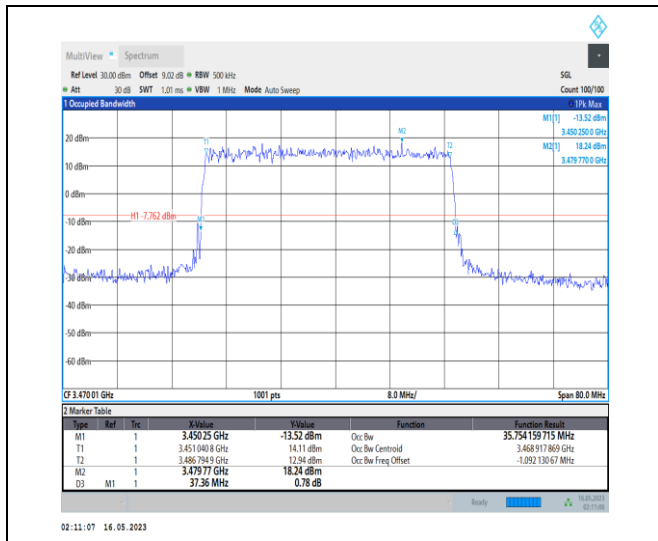 MultiView Spectrum
Ref Level 30.00 dBm Offset 9.02 dB RBW 500 kHz SGL
Att 30 dB SWT 1.01 ms VBW 1 MHz Mode Auto Sweep Count 100/100
1 Occupied Bandwidth 1Pk Max
M1[1] -13.52 dBm
3.450 250 0 GHz
M2[1] 18.24 dBm
3.479 770 0 GHz
T1 M2 T2
20 dBm
10 dBm
0 dBm
H1 -7.762 dBm
M1
-10 dBm
D3
-20 dBm
-30 dBm
-40 dBm
-50 dBm
-60 dBm
CF 3.470 01 GHz 1001 pts 8.0 MHz/ Span 80.0 MHz
2 Marker Table
Type Ref Trc X-Value Y-Value Function Function Result
M1 1 3.45025 GHz -13.52 dBm Occ Bw 35.754 159 715 MHz
T1 1 3.451 040 8 GHz 14.11 dBm Occ Bw Centroid 3.468 917 869 GHz
T2 1 3.486 794 9 GHz 12.94 dBm Occ Bw Freq Offset -1.092 130 67 MHz
M2 1 3.47977 GHz 18.24 dBm
D3 M1 1 37.36 MHz 0.78 dB
Ready 16.05.2023
02:11:06
02:11:07 16.05.2023